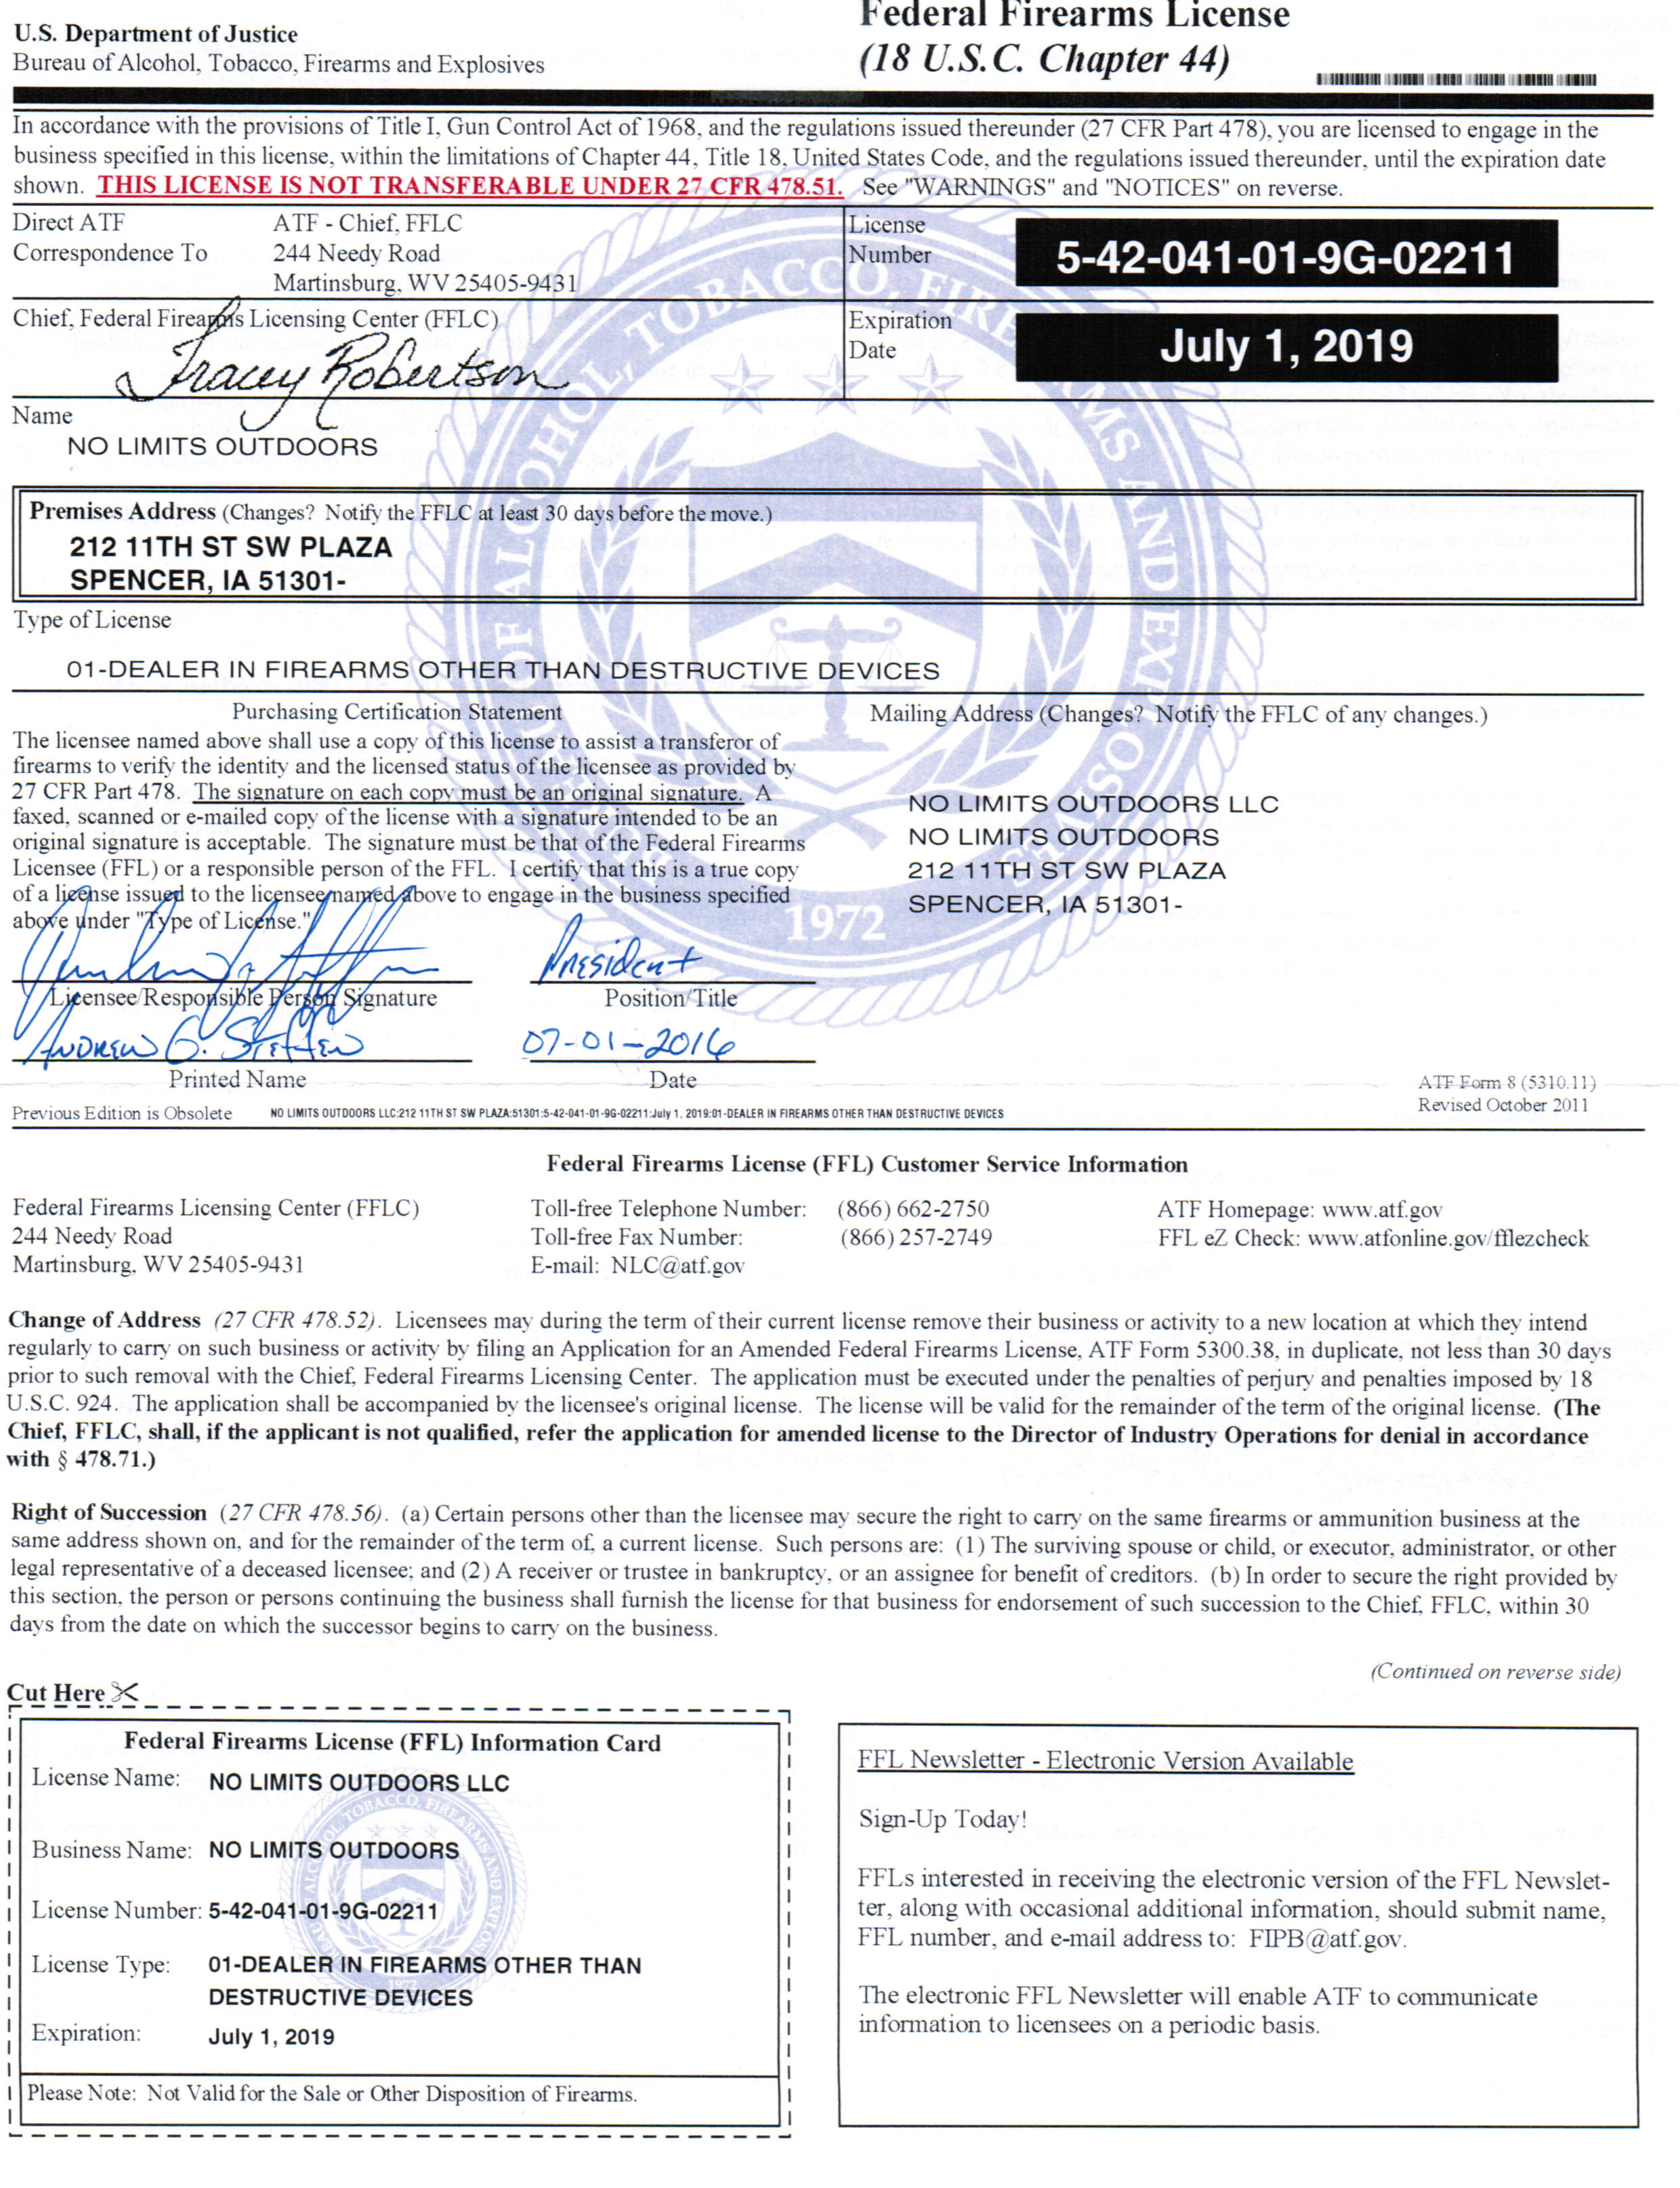 U.S. Department of Justice
Bureau of Alcohol, Tobacco, Firearms and Explosives
Federal Firearms License
(18 U.S.C. Chapter 44)
In accordance with the provisions of Title I, Gun Control Act of 1968, and the regulations issued thereunder (27 CFR Part 478), you are licensed to engage in the
business specified in this license, within the limitations of Chapter 44, Title 18, United States Code, and the regulations issued thereunder, until the expiration date
shown. THIS LICENSE IS NOT TRANSFERABLE UNDER 27 CFR 478.51. See "WARNINGS" and "NOTICES" on reverse.
Direct ATF
Correspondence To
ATF - Chief, FFLC
244 Needy Road
Martinsburg, WV 25405-9431
License
Number
5-42-041-01-9G-02211
Chief, Federal Firearms Licensing Center (FFLC)
Tracey Robertson
Expiration
Date
July 1, 2019
Name
NO LIMITS OUTDOORS
Premises Address (Changes? Notify the FFLC at least 30 days before the move.)
212 11TH ST SW PLAZA
SPENCER, IA 51301-
Type of License
01-DEALER IN FIREARMS OTHER THAN DESTRUCTIVE DEVICES
Purchasing Certification Statement
The licensee named above shall use a copy of this license to assist a transferor of
firearms to verify the identity and the licensed status of the licensee as provided by
27 CFR Part 478. The signature on each copy must be an original signature. A
faxed, scanned or e-mailed copy of the license with a signature intended to be an
original signature is acceptable. The signature must be that of the Federal Firearms
Licensee (FFL) or a responsible person of the FFL. I certify that this is a true copy
of a license issued to the licensee named above to engage in the business specified
above under "Type of License."
Mailing Address (Changes? Notify the FFLC of any changes.)
NO LIMITS OUTDOORS LLC
NO LIMITS OUTDOORS
212 11TH ST SW PLAZA
SPENCER, IA 51301-
1972
President
Licensee/Responsible Person Signature
Position/Title
ANDREW G. STEFFEN
07-01-2016
Printed Name
Date
ATF Form 8 (5310.11)
Revised October 2011
Previous Edition is Obsolete
NO LIMITS OUTDOORS LLC:212 11TH ST SW PLAZA:51301:5-42-041-01-9G-02211:July 1, 2019:01-DEALER IN FIREARMS OTHER THAN DESTRUCTIVE DEVICES
Federal Firearms License (FFL) Customer Service Information
Federal Firearms Licensing Center (FFLC)
244 Needy Road
Martinsburg, WV 25405-9431
Toll-free Telephone Number: (866) 662-2750
Toll-free Fax Number: (866) 257-2749
E-mail: NLC@atf.gov
ATF Homepage: www.atf.gov
FFL eZ Check: www.atfonline.gov/fflezcheck
Change of Address (27 CFR 478.52). Licensees may during the term of their current license remove their business or activity to a new location at which they intend
regularly to carry on such business or activity by filing an Application for an Amended Federal Firearms License, ATF Form 5300.38, in duplicate, not less than 30 days
prior to such removal with the Chief, Federal Firearms Licensing Center. The application must be executed under the penalties of perjury and penalties imposed by 18
U.S.C. 924. The application shall be accompanied by the licensee's original license. The license will be valid for the remainder of the term of the original license. (The
Chief, FFLC, shall, if the applicant is not qualified, refer the application for amended license to the Director of Industry Operations for denial in accordance
with § 478.71.)
Right of Succession (27 CFR 478.56). (a) Certain persons other than the licensee may secure the right to carry on the same firearms or ammunition business at the
same address shown on, and for the remainder of the term of, a current license. Such persons are: (1) The surviving spouse or child, or executor, administrator, or other
legal representative of a deceased licensee; and (2) A receiver or trustee in bankruptcy, or an assignee for benefit of creditors. (b) In order to secure the right provided by
this section, the person or persons continuing the business shall furnish the license for that business for endorsement of such succession to the Chief, FFLC, within 30
days from the date on which the successor begins to carry on the business.
(Continued on reverse side)
Cut Here
Federal Firearms License (FFL) Information Card
License Name: NO LIMITS OUTDOORS LLC
Business Name: NO LIMITS OUTDOORS
License Number: 5-42-041-01-9G-02211
License Type: 01-DEALER IN FIREARMS OTHER THAN
DESTRUCTIVE DEVICES
Expiration: July 1, 2019
Please Note: Not Valid for the Sale or Other Disposition of Firearms.
FFL Newsletter - Electronic Version Available
Sign-Up Today!
FFLs interested in receiving the electronic version of the FFL Newslet-
ter, along with occasional additional information, should submit name,
FFL number, and e-mail address to: FIPB@atf.gov.
The electronic FFL Newsletter will enable ATF to communicate
information to licensees on a periodic basis.